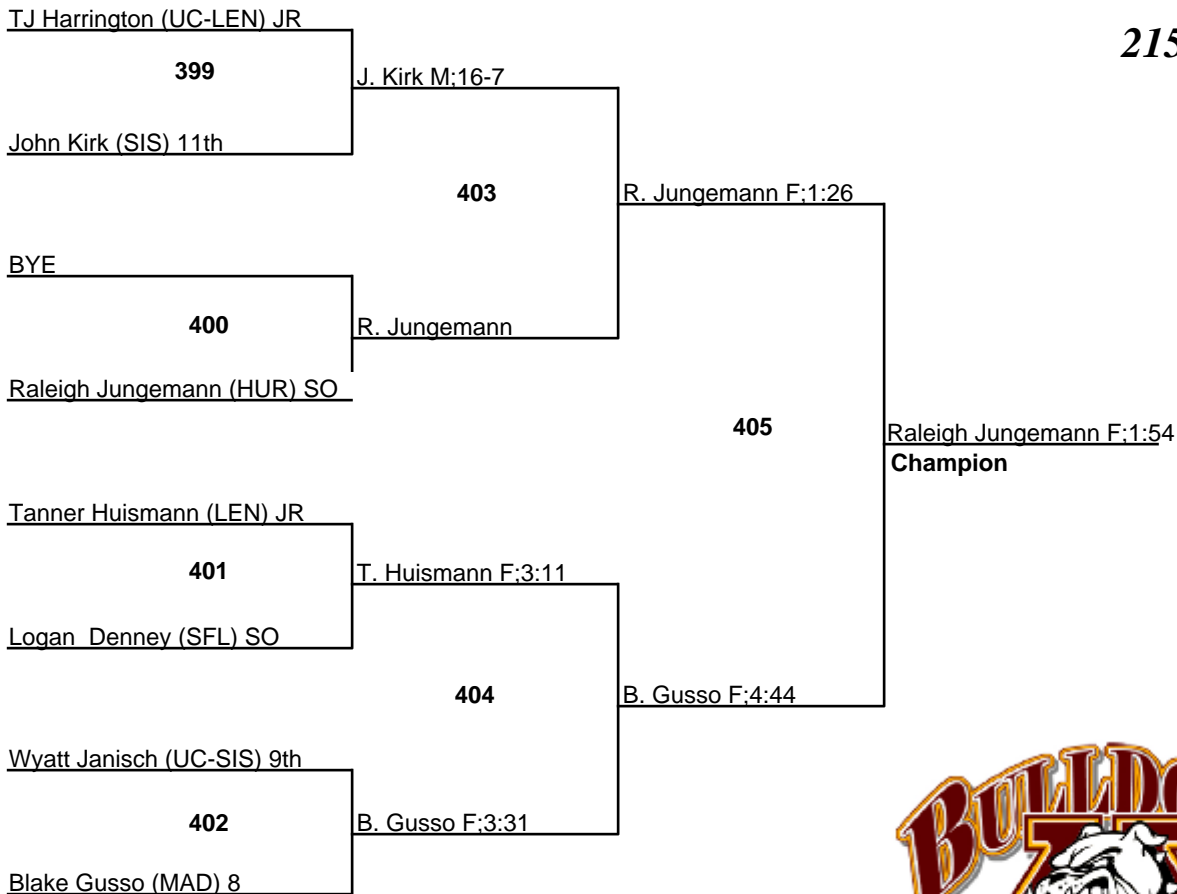 TJ Harrington (UC-LEN) JR
215
399
J. Kirk M;16-7
John Kirk (SIS) 11th
403
R. Jungemann F;1:26
BYE
400
R. Jungemann
Raleigh Jungemann (HUR) SO
405
Raleigh Jungemann F;1:54
Champion
Tanner Huismann (LEN) JR
401
T. Huismann F;3:11
Logan  Denney (SFL) SO
404
B. Gusso F;4:44
Wyatt Janisch (UC-SIS) 9th
402
B. Gusso F;3:31
Blake Gusso (MAD) 8